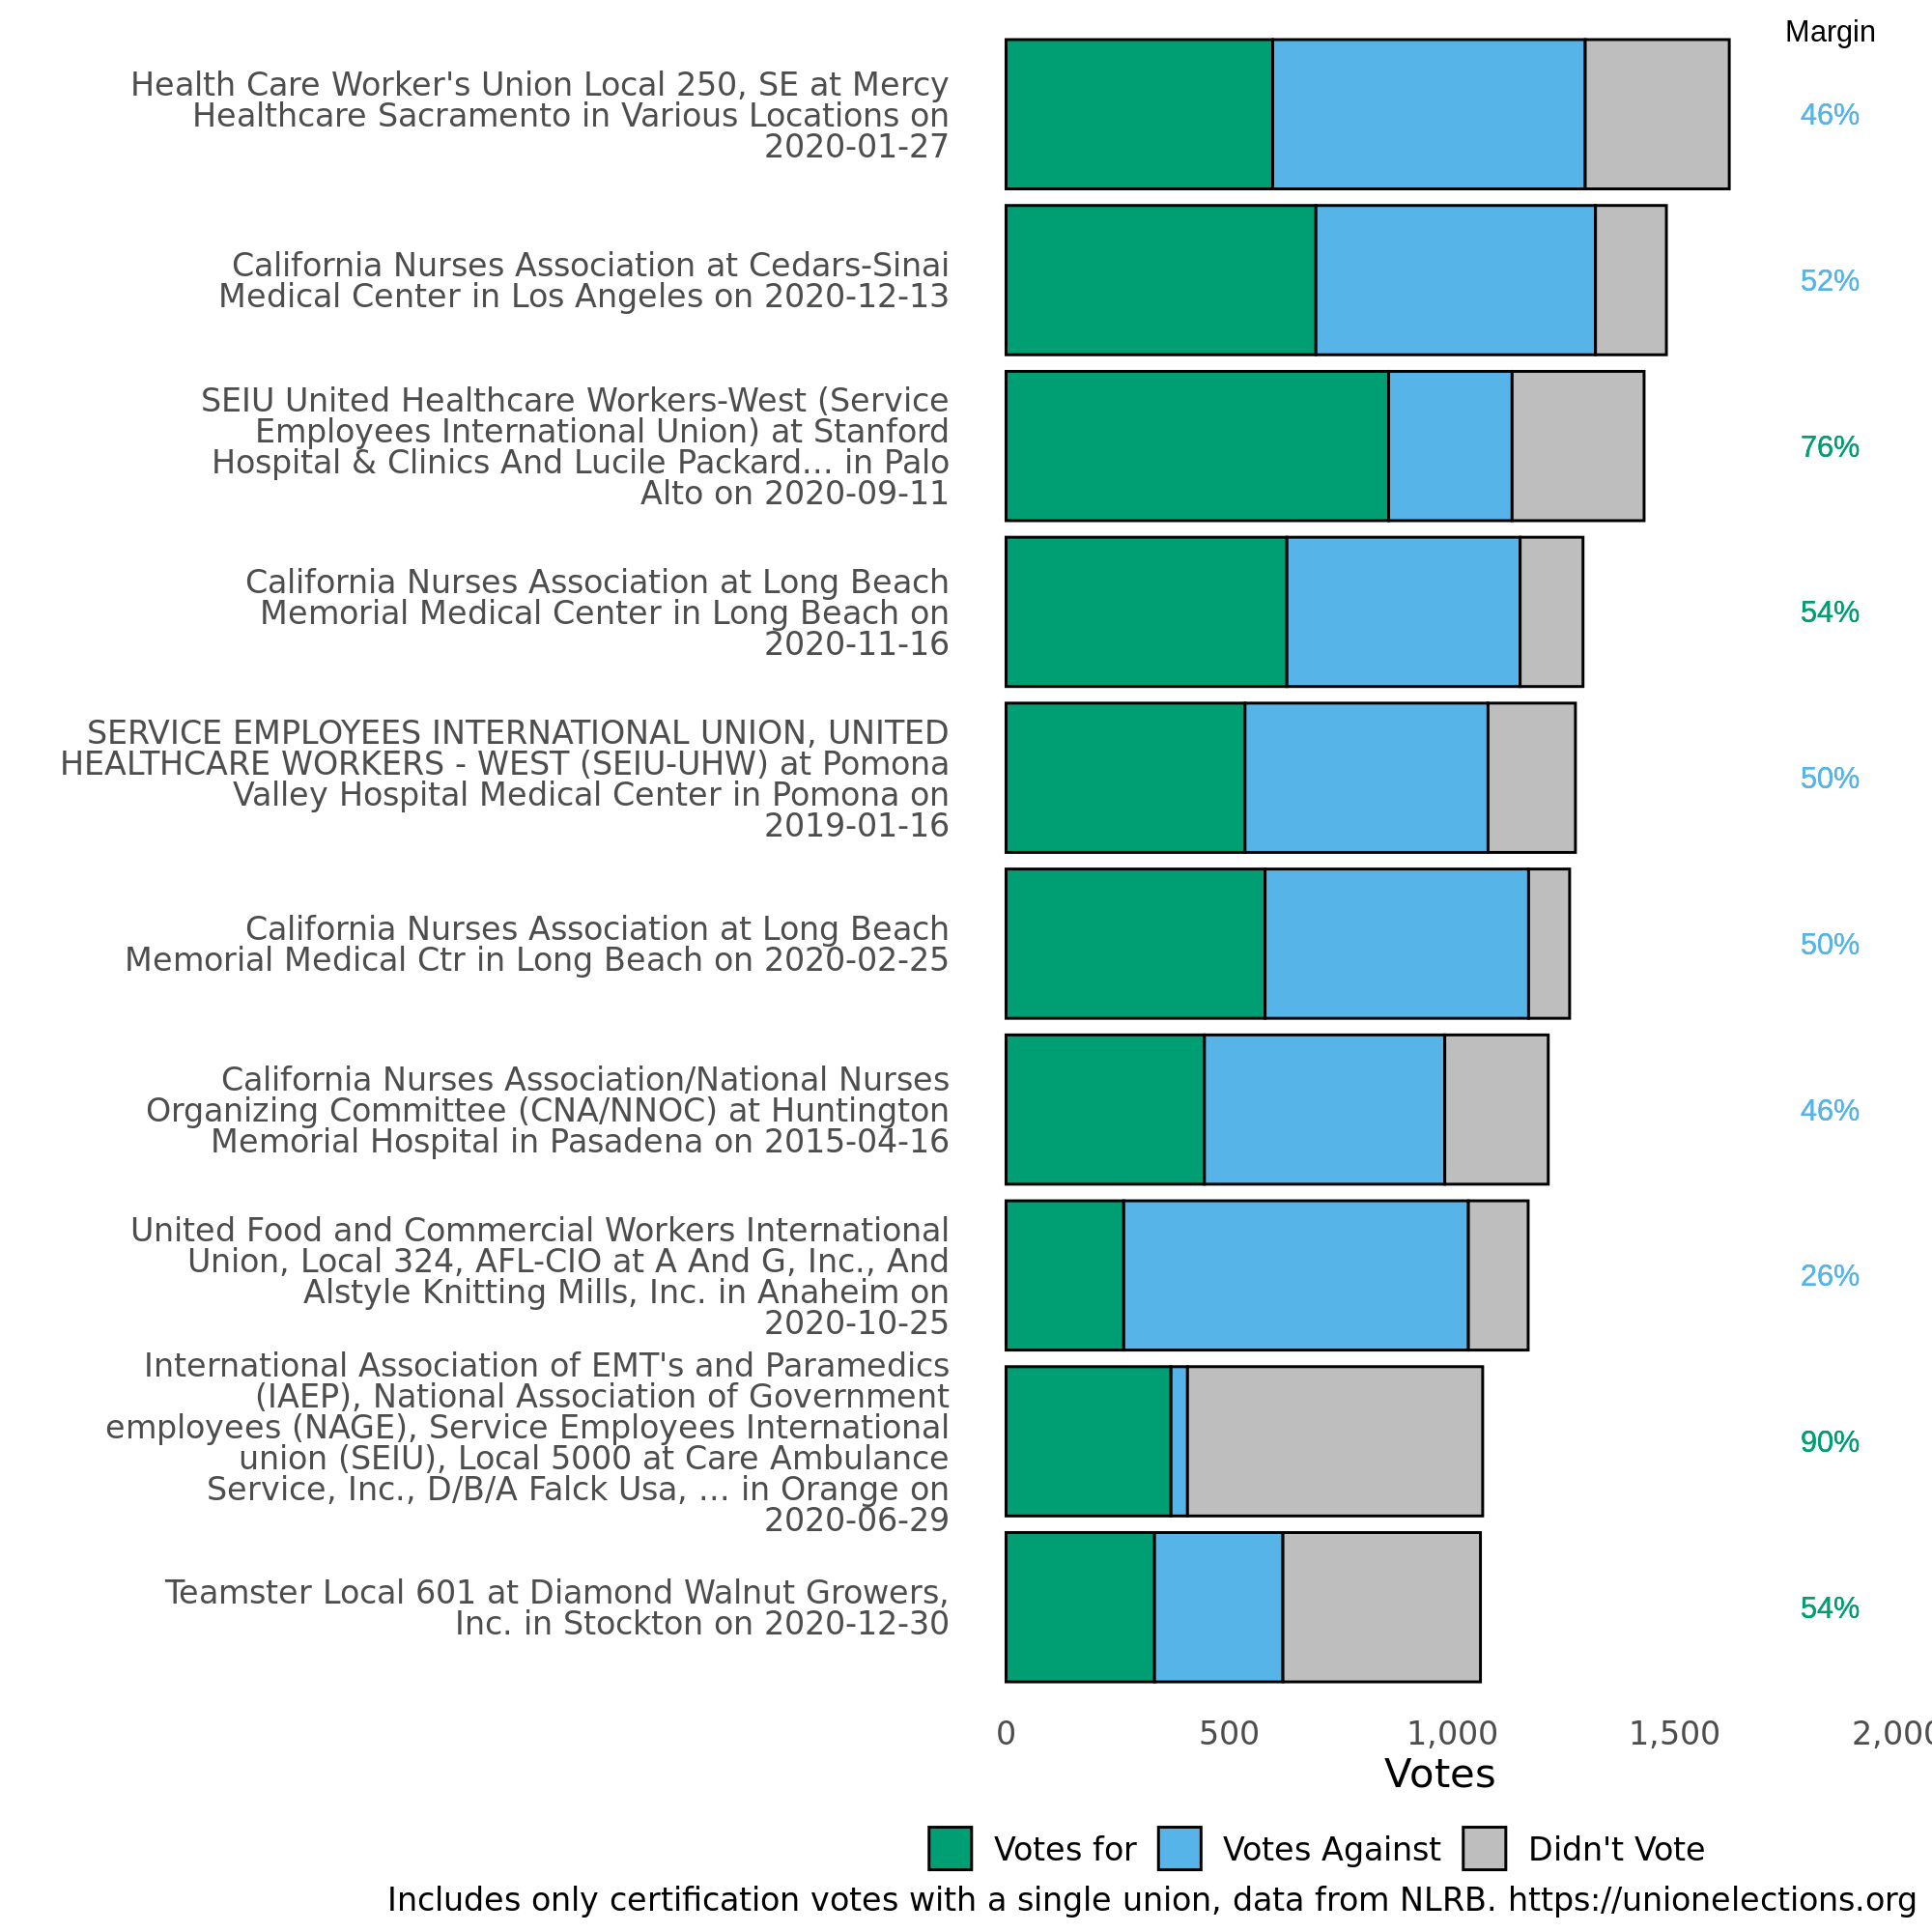 Margin
Health Care Worker's Union Local 250, SE at Mercy
Healthcare Sacramento in Various Locations on
2020-01-27
46%
California Nurses Association at Cedars-Sinai
Medical Center in Los Angeles on 2020-12-13
52%
SEIU United Healthcare Workers-West (Service
Employees International Union) at Stanford
Hospital & Clinics And Lucile Packard… in Palo
Alto on 2020-09-11
76%
California Nurses Association at Long Beach
Memorial Medical Center in Long Beach on
2020-11-16
54%
SERVICE EMPLOYEES INTERNATIONAL UNION, UNITED
HEALTHCARE WORKERS - WEST (SEIU-UHW) at Pomona
Valley Hospital Medical Center in Pomona on
2019-01-16
50%
California Nurses Association at Long Beach
Memorial Medical Ctr in Long Beach on 2020-02-25
50%
California Nurses Association/National Nurses
Organizing Committee (CNA/NNOC) at Huntington
Memorial Hospital in Pasadena on 2015-04-16
46%
United Food and Commercial Workers International
Union, Local 324, AFL-CIO at A And G, Inc., And
Alstyle Knitting Mills, Inc. in Anaheim on
2020-10-25
26%
International Association of EMT's and Paramedics
(IAEP), National Association of Government
employees (NAGE), Service Employees International
union (SEIU), Local 5000 at Care Ambulance
Service, Inc., D/B/A Falck Usa, … in Orange on
2020-06-29
90%
Teamster Local 601 at Diamond Walnut Growers,
Inc. in Stockton on 2020-12-30
54%
0 500 1,000 1,500 2,000
Votes
Votes for Votes Against Didn't Vote
Includes only certification votes with a single union, data from NLRB. https://unionelections.org